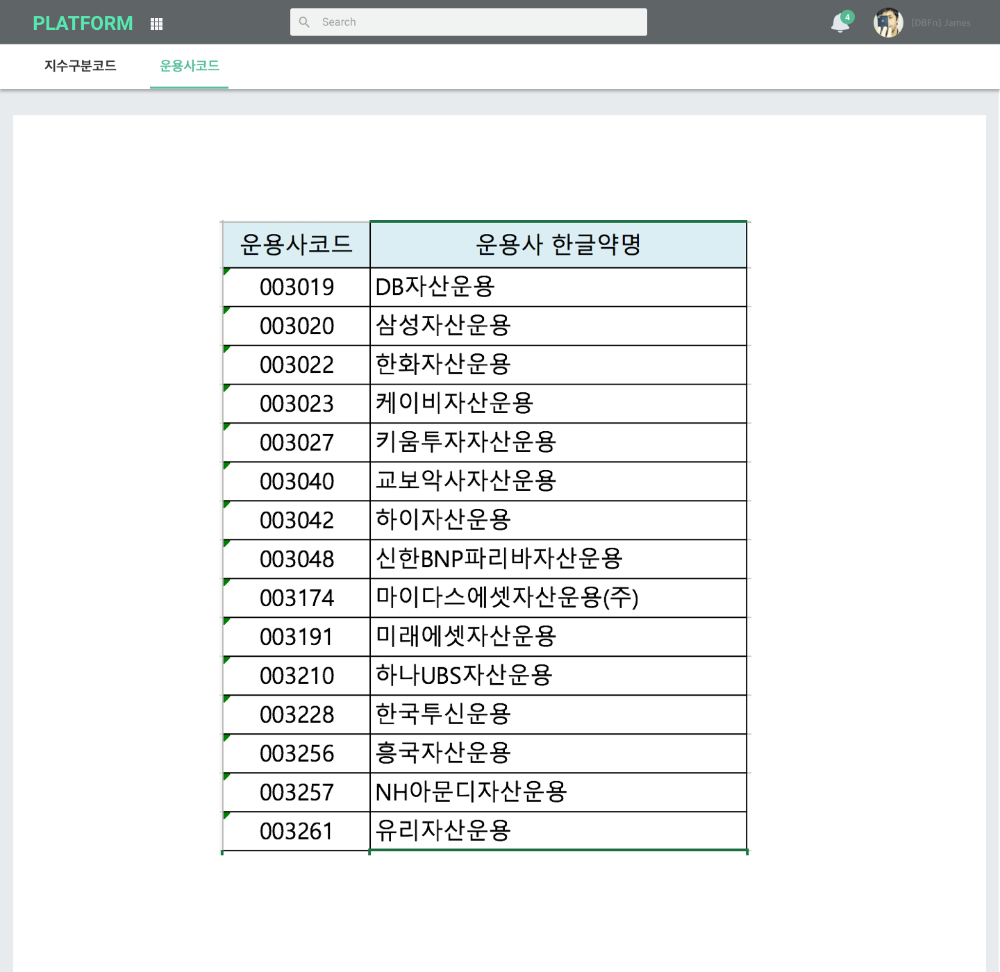 PLATFORM
Search
4
[DBFn] James
지수구분코드
운용사코드
운용사코드 운용사 한글약명
003019 DB자산운용
003020 삼성자산운용
003022 한화자산운용
003023 케이비자산운용
003027 키움투자자산운용
003040 교보악사자산운용
003042 하이자산운용
003048 신한BNP파리바자산운용
003174 마이다스에셋자산운용(주)
003191 미래에셋자산운용
003210 하나UBS자산운용
003228 한국투신운용
003256 흥국자산운용
003257 NH아문디자산운용
003261 유리자산운용